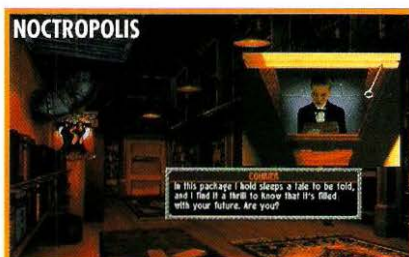 NOCTROPOLIS
COURIER
In this package I hold sleeps a tale to be told,
and I find it a thrill to know that it's filled
with your future. Are you?